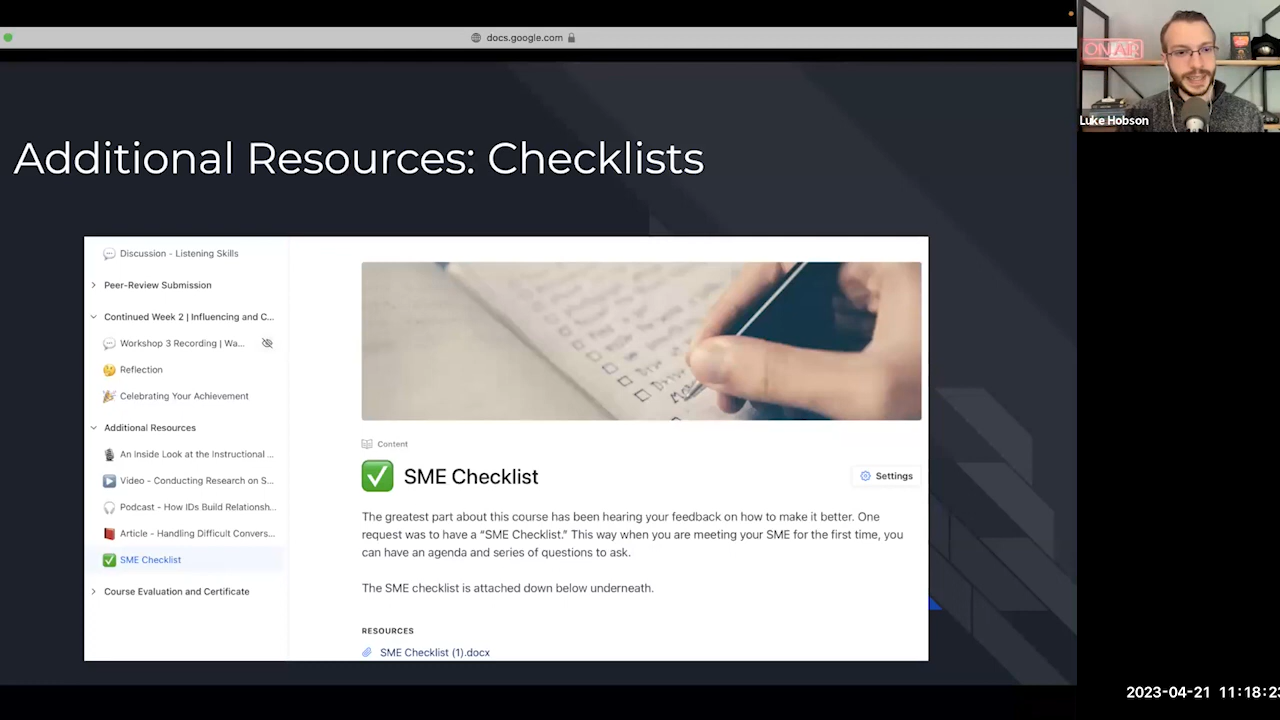 docs.google.com
ON AIR
Luke Hobson
Additional Resources: Checklists
Discussion - Listening Skills
Peer-Review Submission
Continued Week 2 | Influencing and C...
Workshop 3 Recording | Wa...
Reflection
Celebrating Your Achievement
Additional Resources
An Inside Look at the Instructional ...
Video - Conducting Research on S...
Podcast - How IDs Build Relationsh...
Article - Handling Difficult Convers...
SME Checklist
Course Evaluation and Certificate
Content
SME Checklist
Settings
The greatest part about this course has been hearing your feedback on how to make it better. One
request was to have a “SME Checklist.” This way when you are meeting your SME for the first time, you
can have an agenda and series of questions to ask.
The SME checklist is attached down below underneath.
RESOURCES
SME Checklist (1).docx
2023-04-21 11:18:23